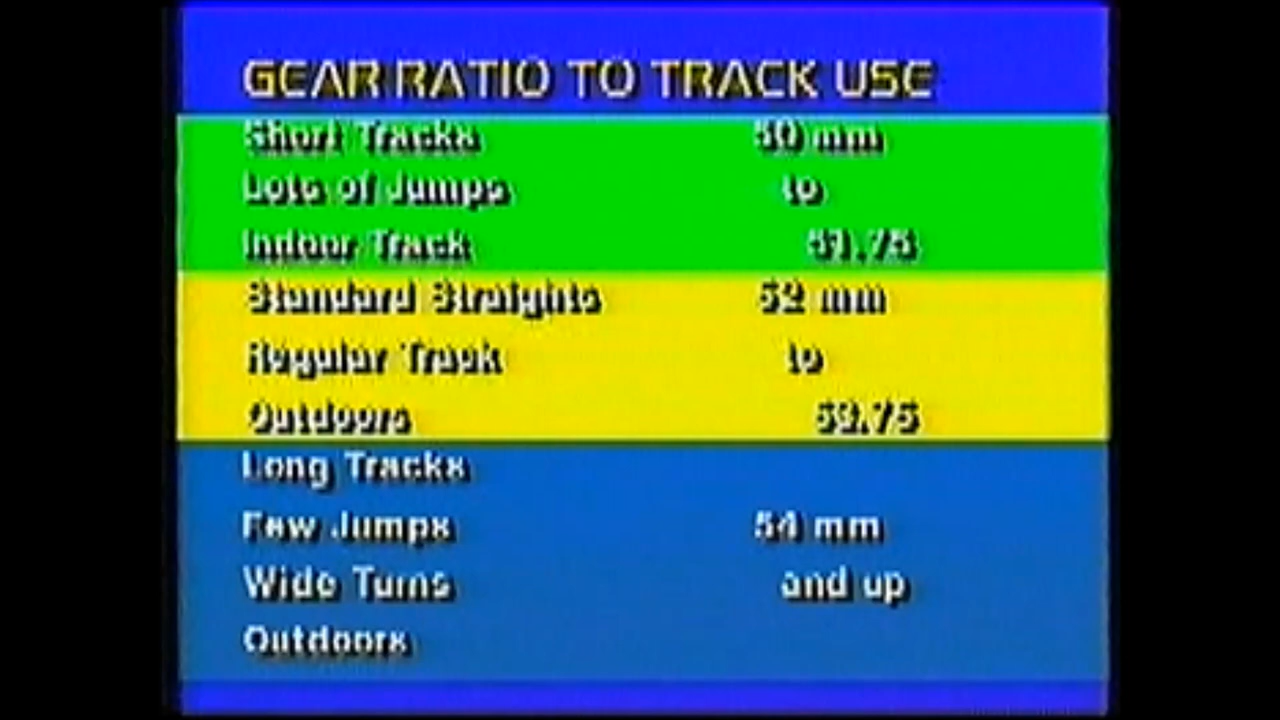 GEAR RATIO TO TRACK USE
Short Tracks 50 mm
Lots of Jumps to
Indoor Track 51.75
Standard Straights 52 mm
Regular Track to
Outdoors 53.75
Long Tracks
Few Jumps 54 mm
Wide Turns and up
Outdoors